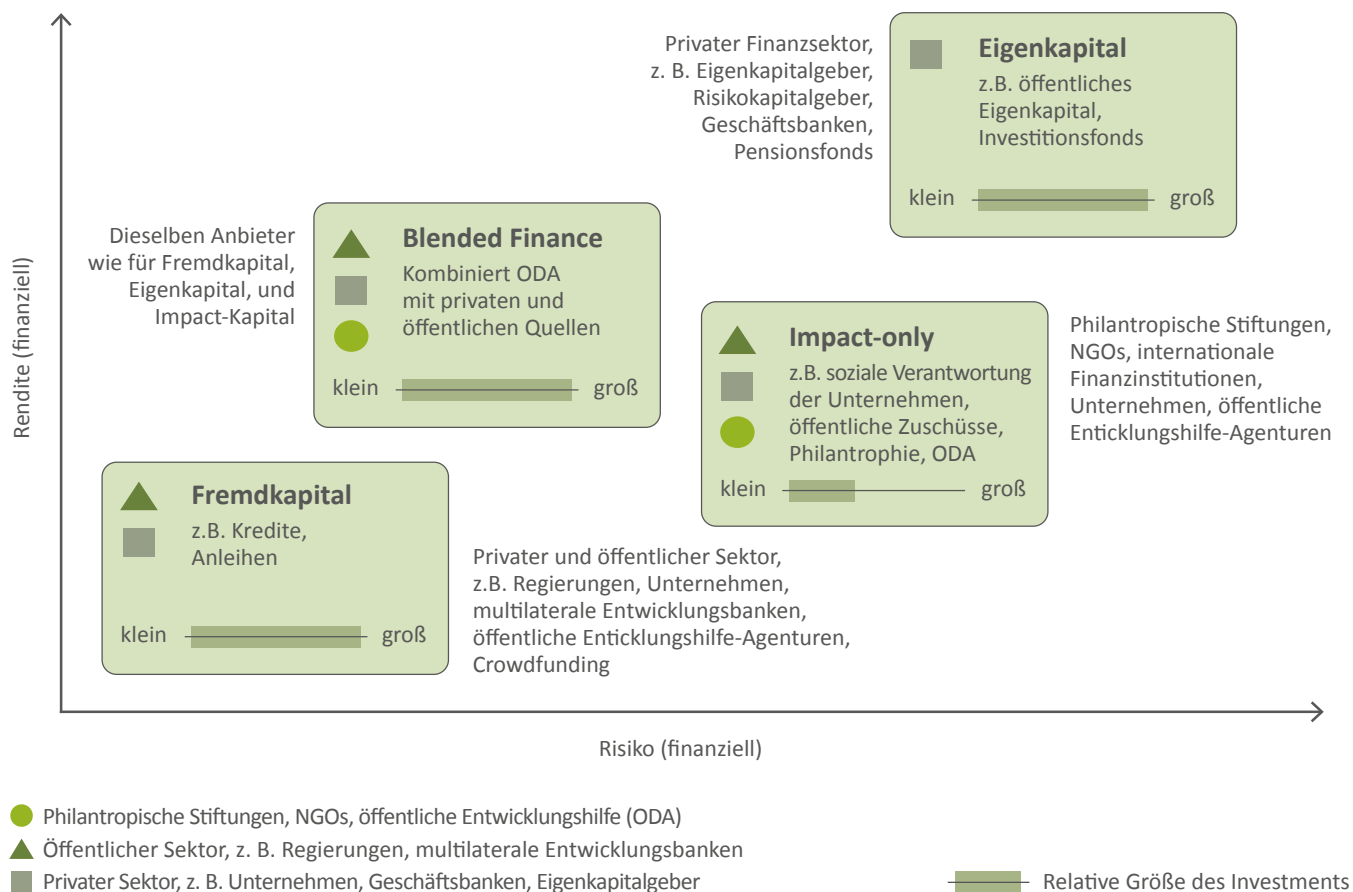 Rendite (finanziell)
Privater Finanzsektor,
z. B. Eigenkapitalgeber,
Risikokapitalgeber,
Geschäftsbanken,
Pensionsfonds
Eigenkapital
z.B. öffentliches
Eigenkapital,
Investitionsfonds
klein groß
Dieselben Anbieter
wie für Fremdkapital,
Eigenkapital, und
Impact-Kapital
Blended Finance
Kombiniert ODA
mit privaten und
öffentlichen Quellen
klein groß
Impact-only
z.B. soziale Verantwortung
der Unternehmen,
öffentliche Zuschüsse,
Philantrophie, ODA
klein groß
Philantropische Stiftungen,
NGOs, internationale
Finanzinstitutionen,
Unternehmen, öffentliche
Enticklungshilfe-Agenturen
Fremdkapital
z.B. Kredite,
Anleihen
klein groß
Privater und öffentlicher Sektor,
z.B. Regierungen, Unternehmen,
multilaterale Entwicklungsbanken,
öffentliche Enticklungshilfe-Agenturen,
Crowdfunding
Risiko (finanziell)
Philantropische Stiftungen, NGOs, öffentliche Entwicklungshilfe (ODA)
Öffentlicher Sektor, z. B. Regierungen, multilaterale Entwicklungsbanken
Privater Sektor, z. B. Unternehmen, Geschäftsbanken, Eigenkapitalgeber
Relative Größe des Investments